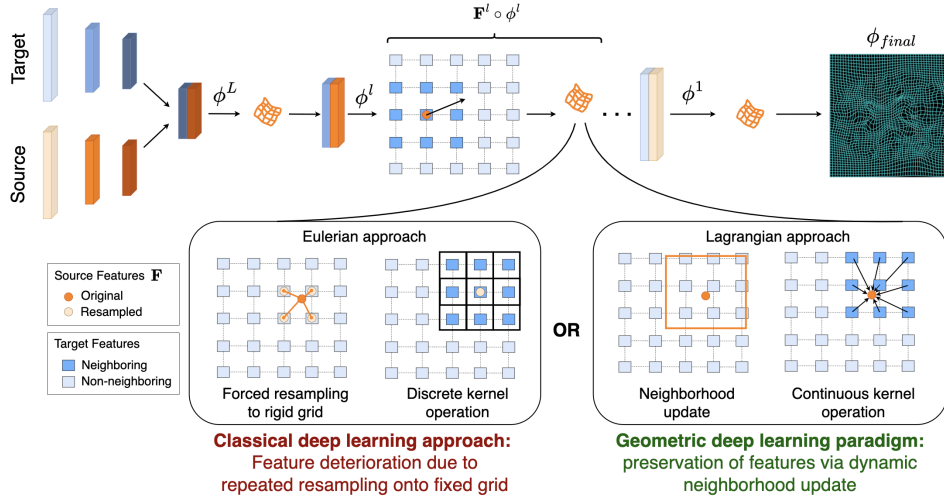 Target
Source
ϕ^L
ϕ^l
F^l ∘ ϕ^l
...
ϕ^1
ϕ_final
Eulerian approach
Forced resampling
to rigid grid
Discrete kernel
operation
OR
Lagrangian approach
Neighborhood
update
Continuous kernel
operation
Source Features F
Original
Resampled
Target Features
Neighboring
Non-neighboring
Classical deep learning approach:
Feature deterioration due to
repeated resampling onto fixed grid
Geometric deep learning paradigm:
preservation of features via dynamic
neighborhood update